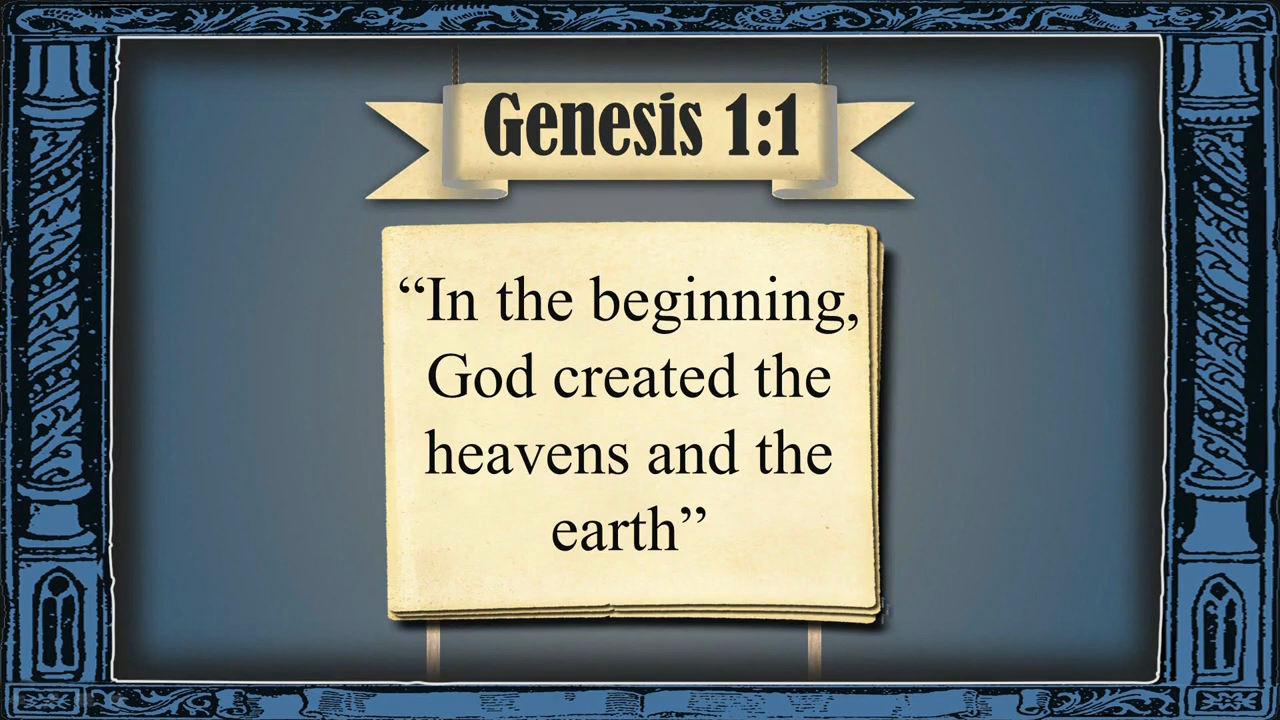 Genesis 1:1
“In the beginning,
God created the
heavens and the
earth”